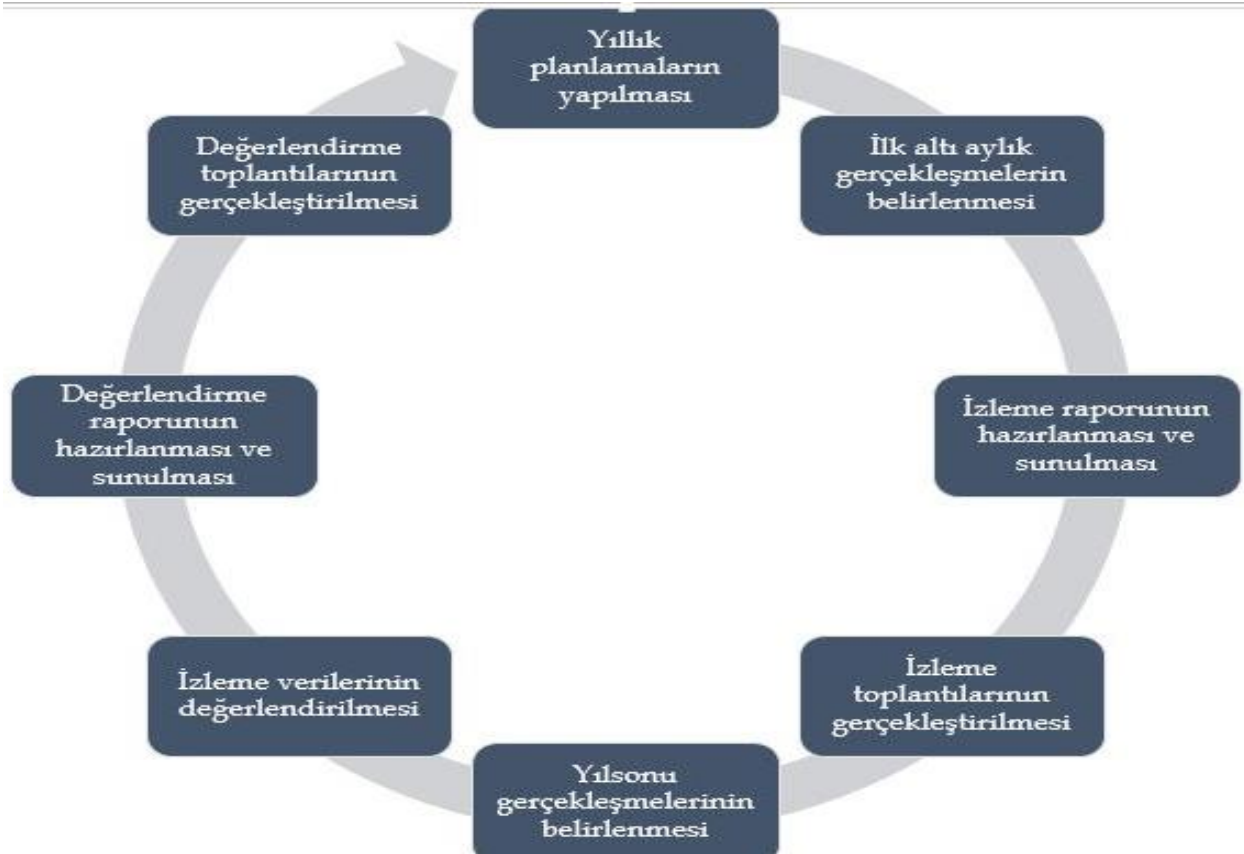 Yıllık
planlamaların
yapılması
İlk altı aylık
gerçekleşmelerin
belirlenmesi
İzleme raporunun
hazırlanması ve
sunulması
İzleme
toplantılarının
gerçekleştirilmesi
Yılsonu
gerçekleşmelerinin
belirlenmesi
İzleme verilerinin
değerlendirilmesi
Değerlendirme
raporunun
hazırlanması ve
sunulması
Değerlendirme
toplantılarının
gerçekleştirilmesi